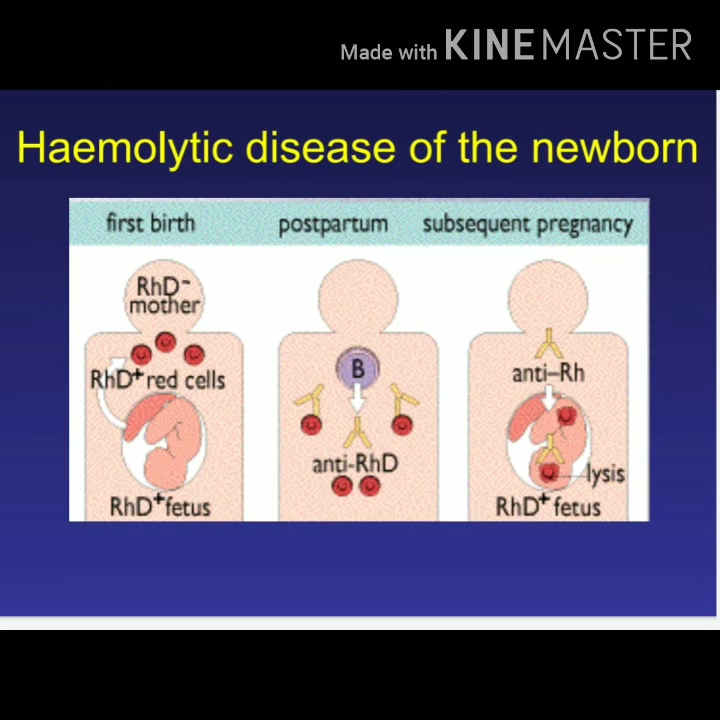 Made with KINEMASTER
Haemolytic disease of the newborn
first birth
postpartum
subsequent pregnancy
RhD-
mother
RhD+ red cells
RhD+ fetus
B
anti-RhD
anti-Rh
lysis
RhD+ fetus